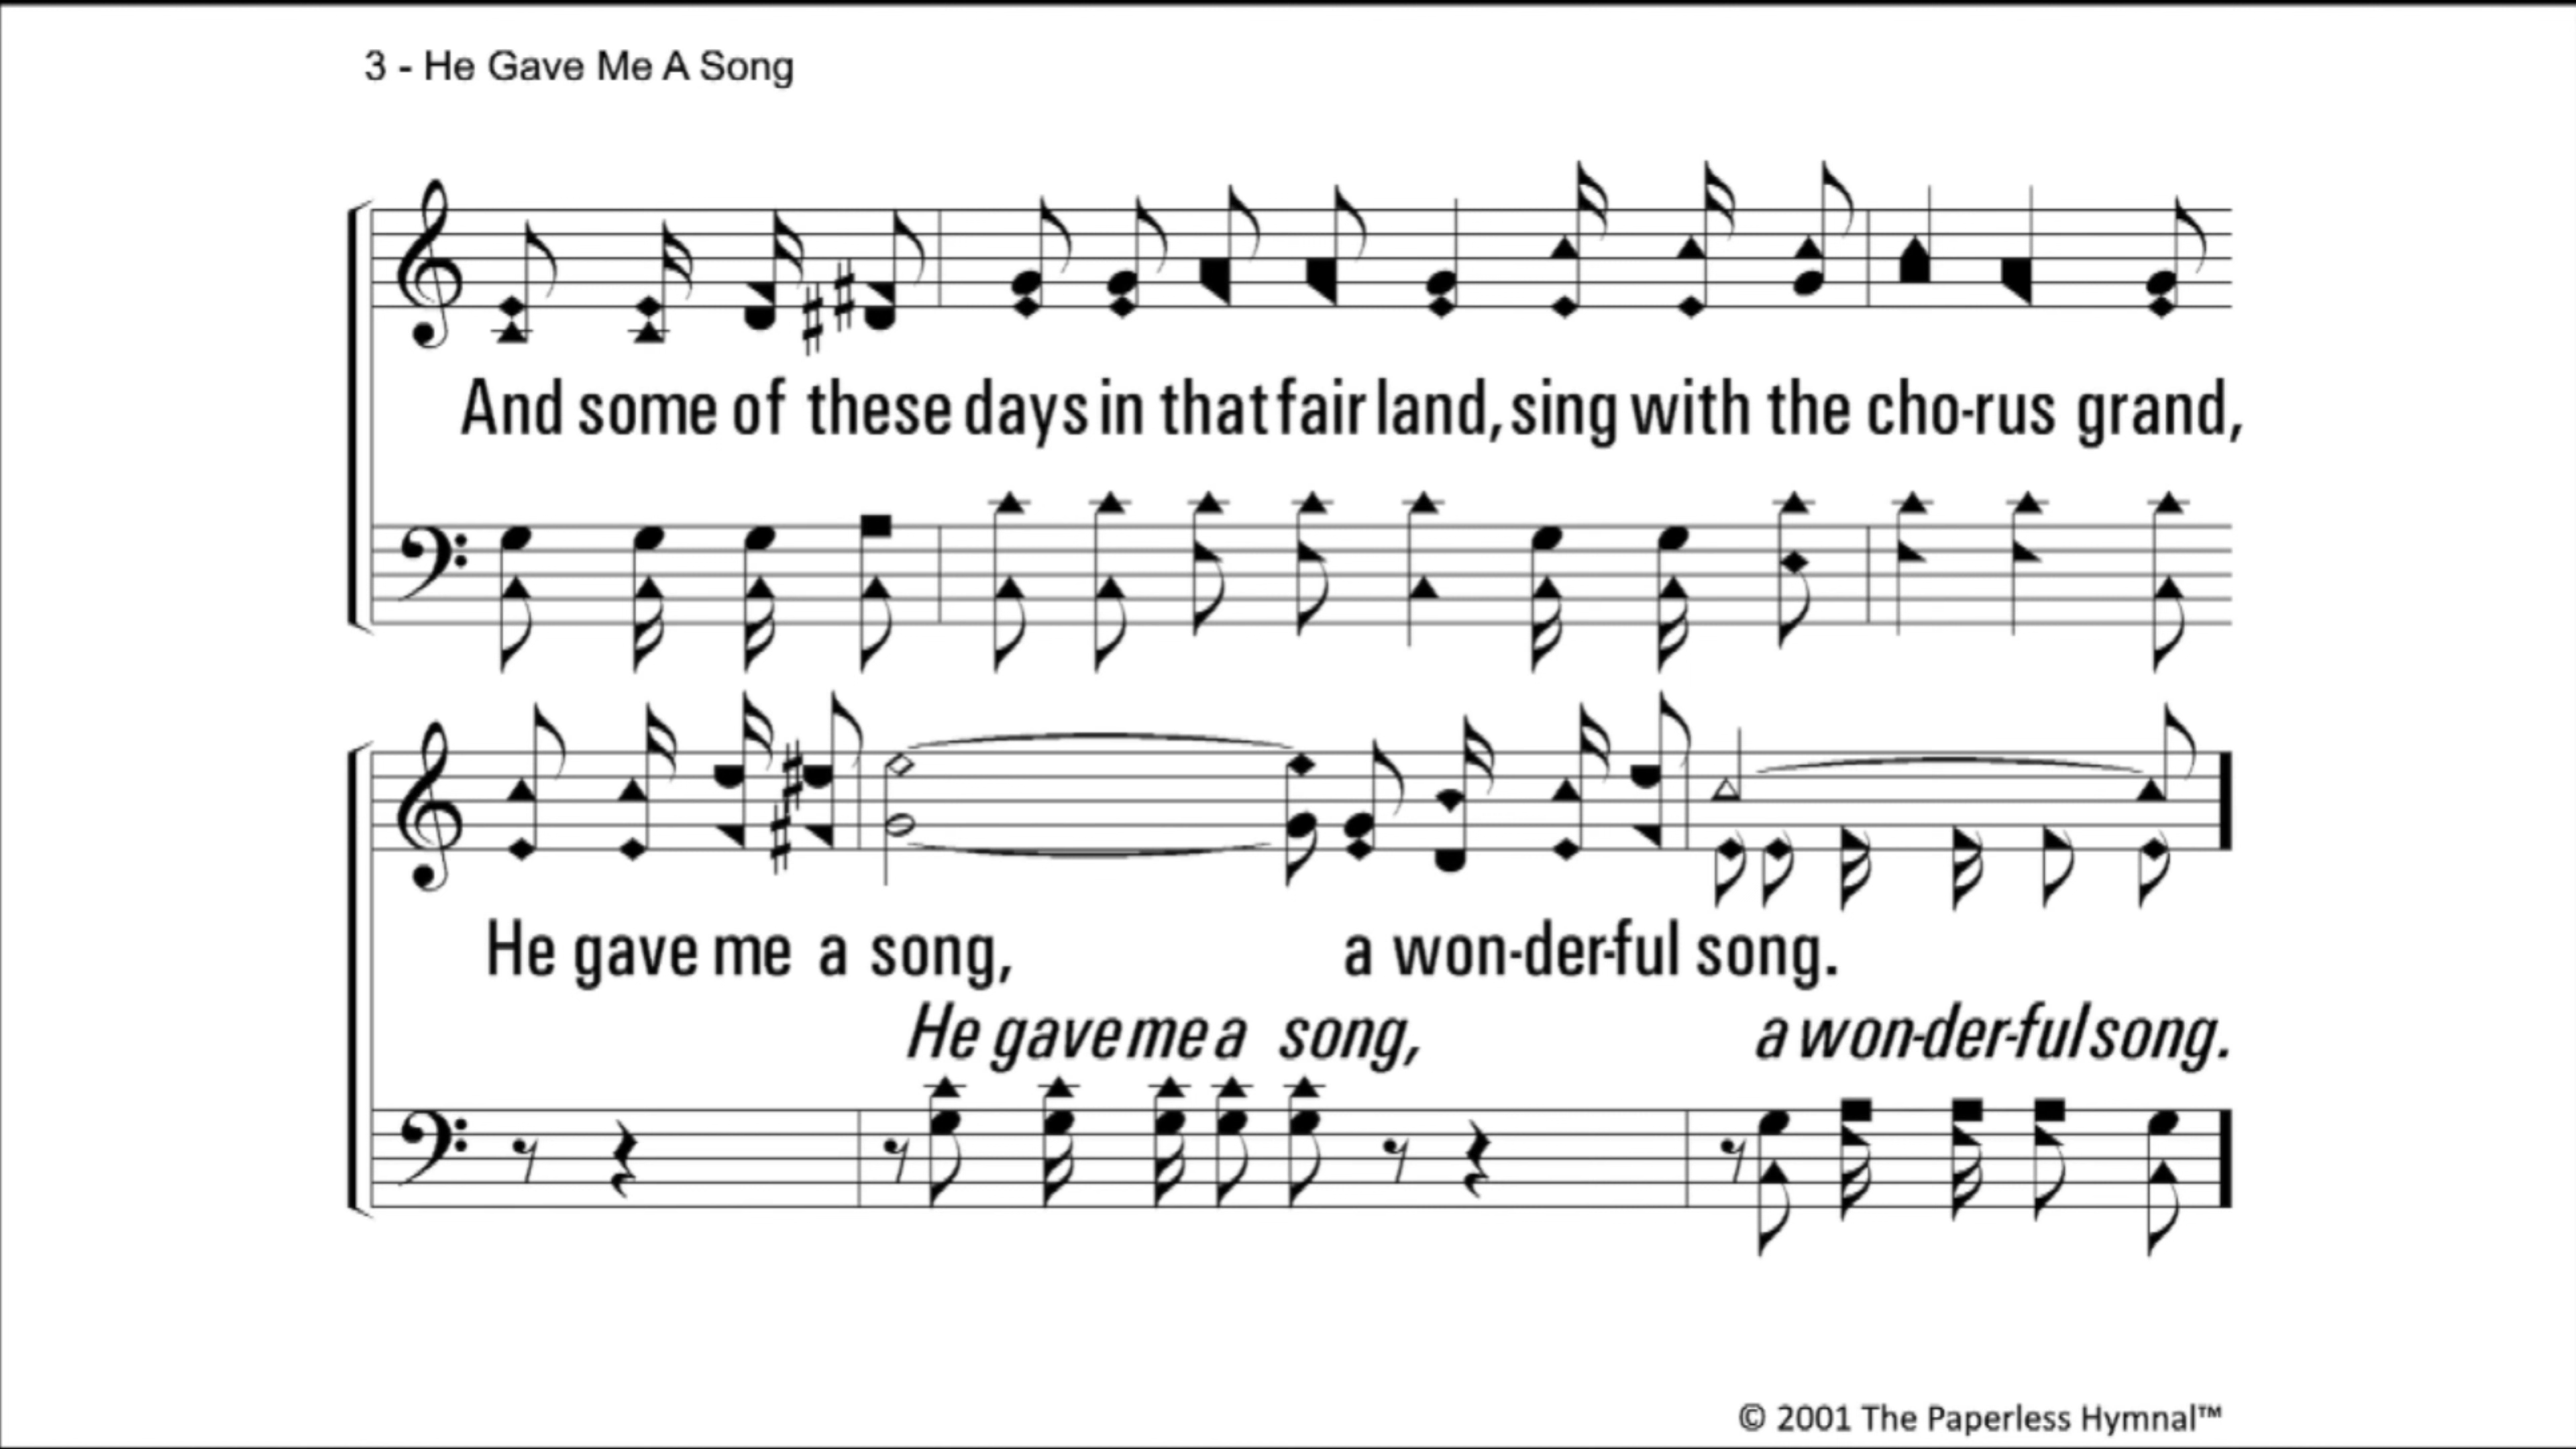 3 - He Gave Me A Song
And some of these days in that fair land, sing with the cho-rus grand,
He gave me a song, a won-der-ful song.
He gave me a song, a won-der-ful song.
© 2001 The Paperless Hymnal™